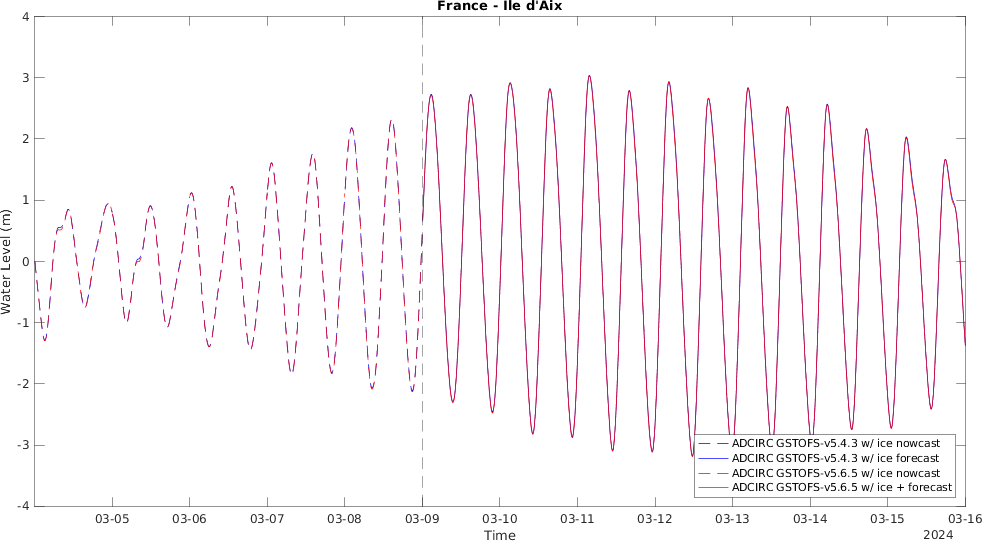 France - Ile d'Aix
4
3
2
1
0
-1
-2
-3
-4
Water Level (m)
ADCIRC GSTOFS-v5.4.3 w/ ice nowcast
ADCIRC GSTOFS-v5.4.3 w/ ice forecast
ADCIRC GSTOFS-v5.6.5 w/ ice nowcast
ADCIRC GSTOFS-v5.6.5 w/ ice + forecast
03-05 03-06 03-07 03-08 03-09 03-10 03-11 03-12 03-13 03-14 03-15 03-16
Time
2024